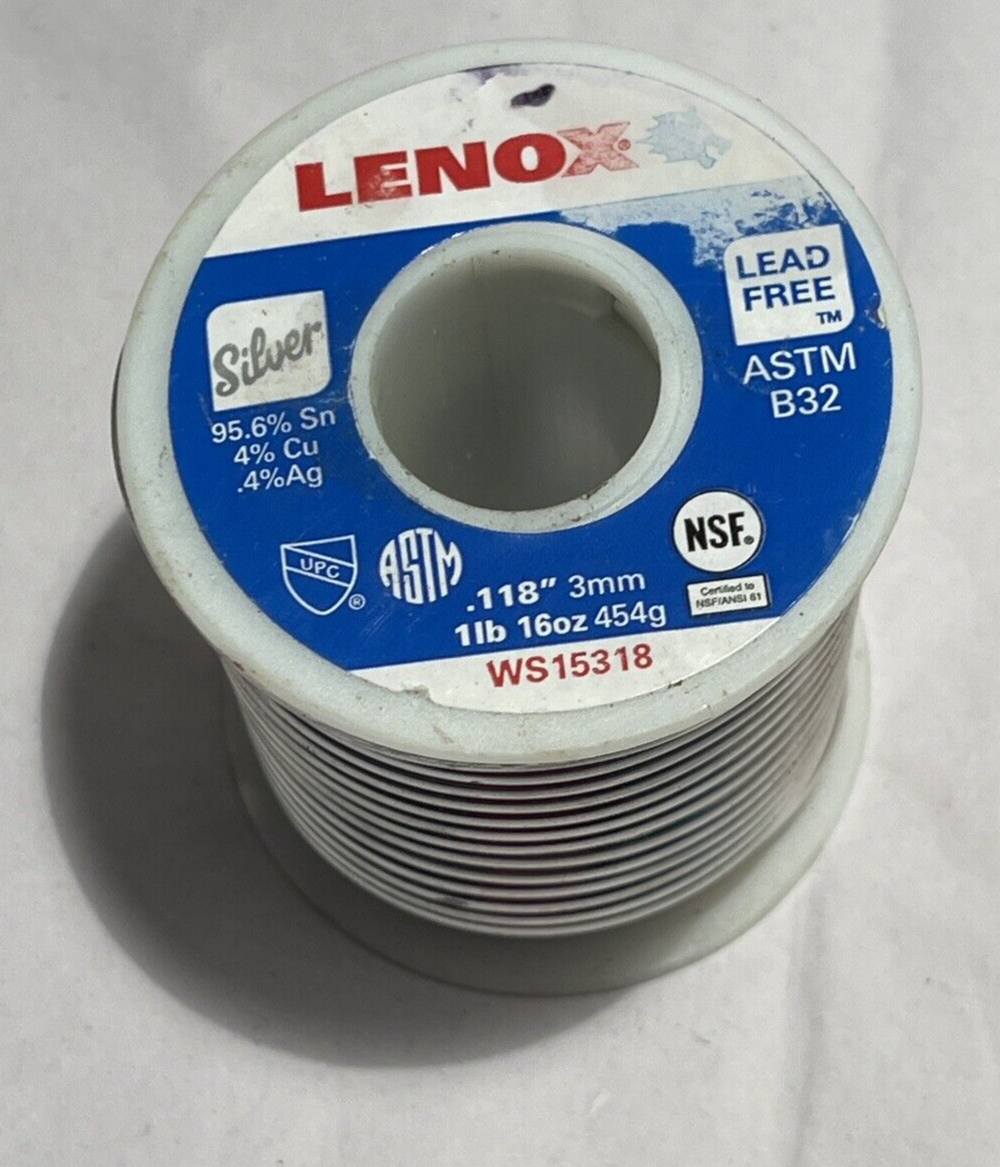 LENOX®
LEAD
FREE
TM
ASTM
B32
Silver
95.6% Sn
4% Cu
.4%Ag
UPC
®
ASTM
NSF®
Certified to
NSF/ANSI 61
.118” 3mm
1lb 16oz 454g
WS15318